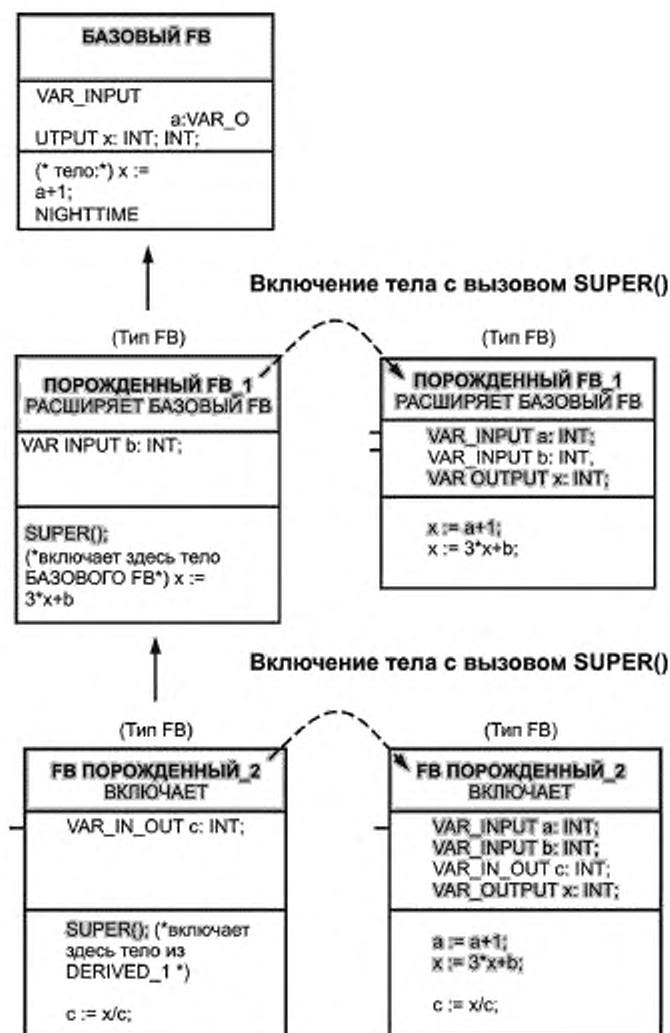 БАЗОВЫЙ FB
VAR_INPUT
a:VAR_O
UTPUT x: INT; INT;
(* тело:*) x :=
a+1;
NIGHTTIME
Включение тела с вызовом SUPER()
(Тип FB)
ПОРОЖДЕННЫЙ FB_1
РАСШИРЯЕТ БАЗОВЫЙ FB
VAR INPUT b: INT;
SUPER();
(*включает здесь тело
БАЗОВОГО FB*) x :=
3*x+b
(Тип FB)
ПОРОЖДЕННЫЙ FB_1
РАСШИРЯЕТ БАЗОВЫЙ FB
VAR_INPUT a: INT;
VAR_INPUT b: INT,
VAR OUTPUT x: INT;
x := a+1;
x := 3*x+b;
Включение тела с вызовом SUPER()
(Тип FB)
FB ПОРОЖДЕННЫЙ_2
ВКЛЮЧАЕТ
VAR_IN_OUT c: INT;
SUPER(); (*включает
здесь тело из
DERIVED_1 *)
c := x/c;
(Тип FB)
FB ПОРОЖДЕННЫЙ_2
ВКЛЮЧАЕТ
VAR_INPUT a: INT;
VAR_INPUT b: INT;
VAR_IN_OUT c: INT;
VAR_OUTPUT x: INT;
a := a+1;
x := 3*x+b;
c := x/c;